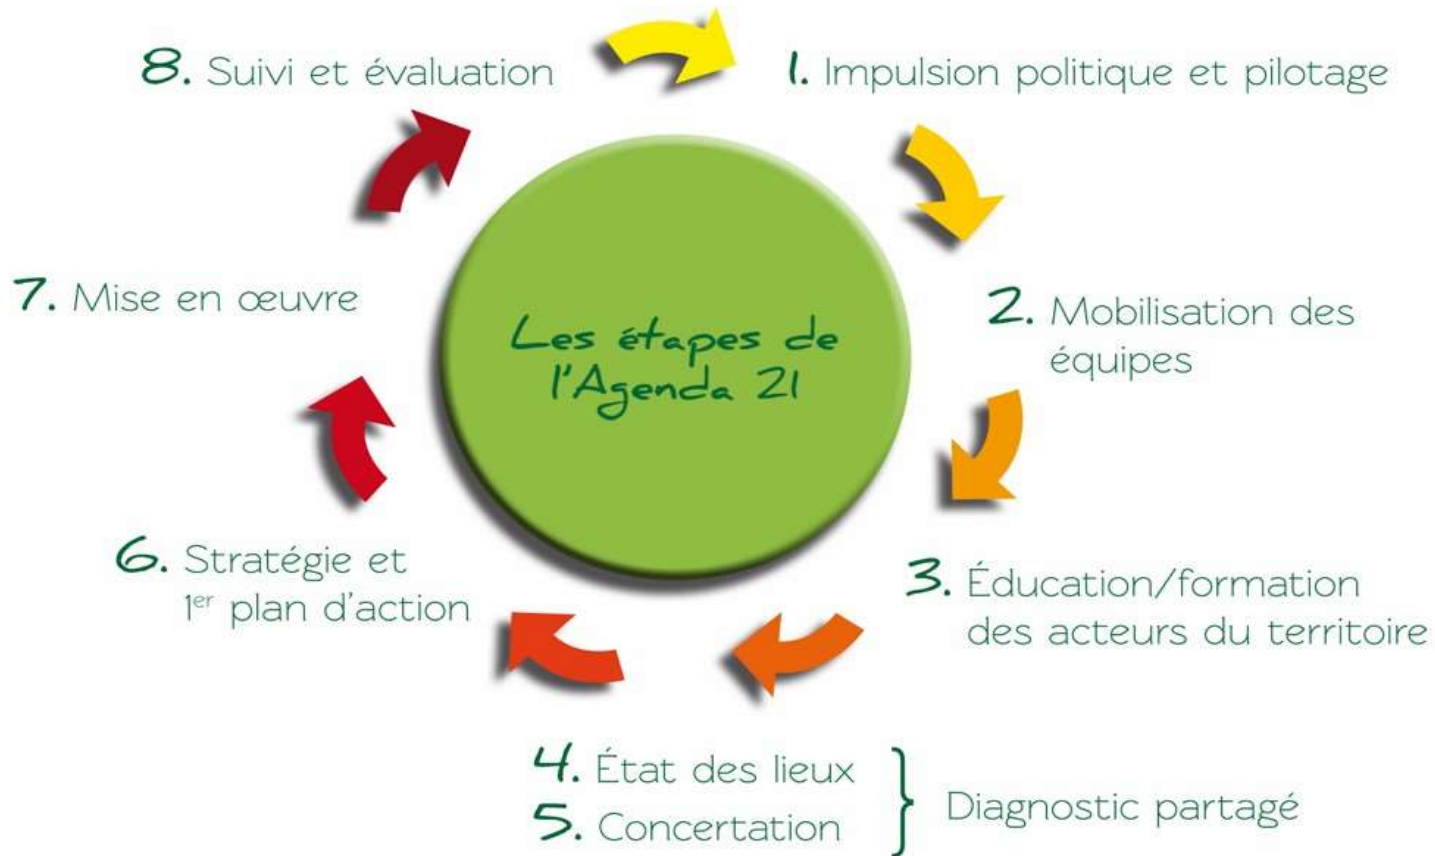 8. Suivi et évaluation
1. Impulsion politique et pilotage
7. Mise en œuvre
Les étapes de
l'Agenda 21
2. Mobilisation des
équipes
6. Stratégie et
1er plan d'action
3. Éducation/formation
des acteurs du territoire
4. État des lieux
5. Concertation
Diagnostic partagé